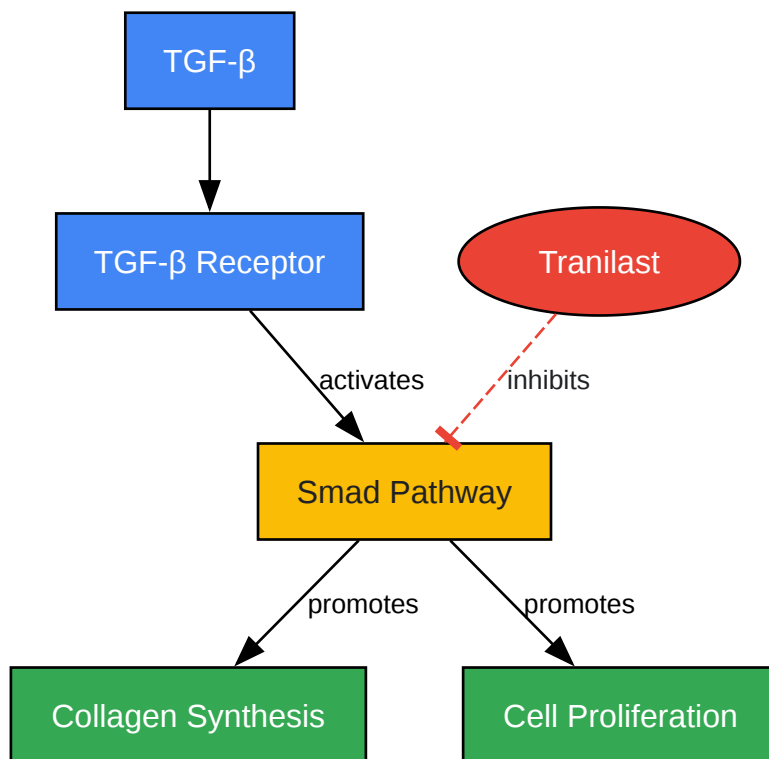 TGF-β
TGF-β Receptor
Tranilast
activates
inhibits
Smad Pathway
promotes
promotes
Collagen Synthesis
Cell Proliferation